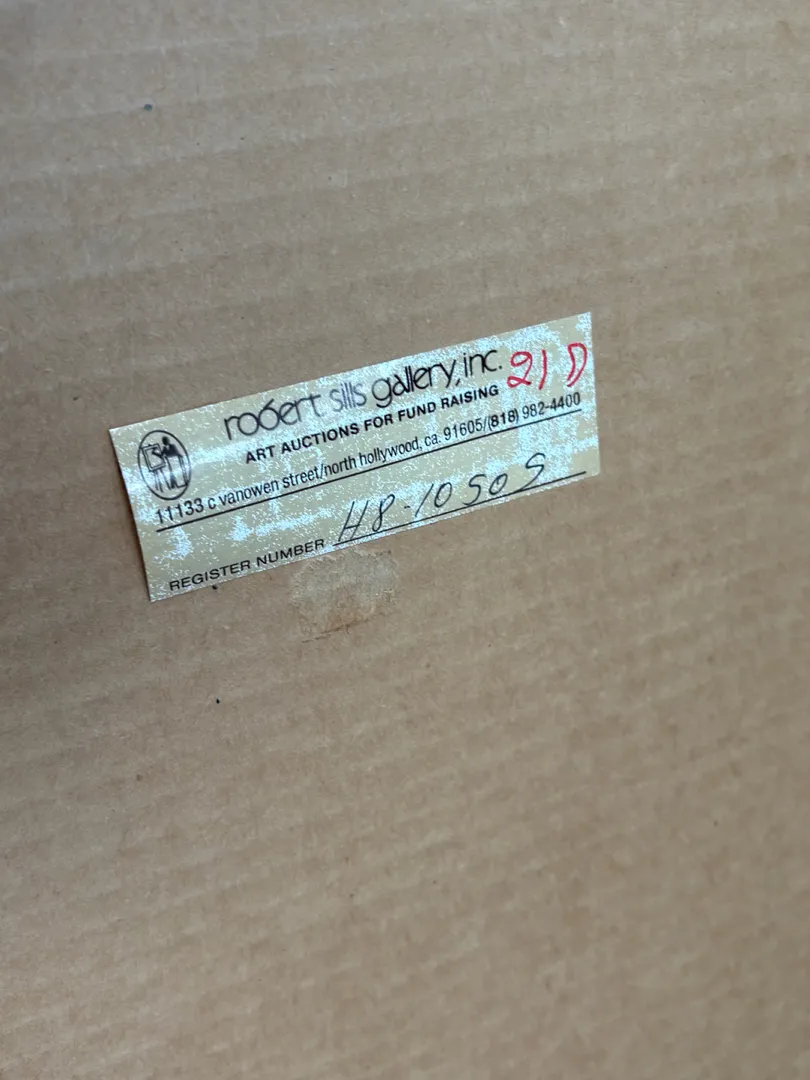 robert sills gallery, inc. 21 D
ART AUCTIONS FOR FUND RAISING
11133 c vanowen street/north hollywood, ca. 91605/(818) 982-4400
REGISTER NUMBER H8-10505